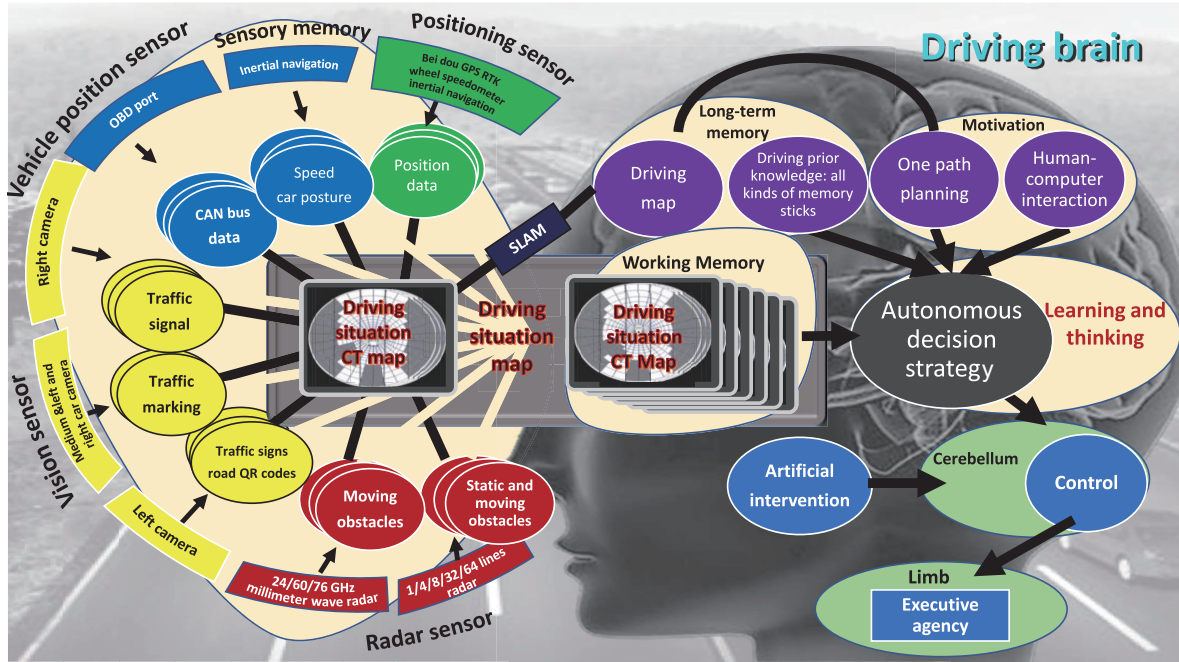 Driving brain
Vehicle position sensor
Sensory memory
Positioning sensor
OBD port
Inertial navigation
Bei dou GPS RTK
wheel speedometer
inertial navigation
CAN bus
data
Speed
car posture
Position
data
Right camera
Medium &left and
right car camera
Left camera
Vision sensor
Traffic
signal
Traffic
marking
Traffic signs
road QR codes
Moving
obstacles
Static and
moving
obstacles
24/60/76 GHz
millimeter wave radar
1/4/8/32/64 lines
radar
Radar sensor
Driving
situation
CT map
Driving
situation
map
SLAM
Long-term
memory
Driving
map
Driving prior
knowledge: all
kinds of memory
sticks
Motivation
One path
planning
Human-
computer
interaction
Working Memory
Driving
situation
CT Map
Autonomous
decision
strategy
Learning and
thinking
Artificial
intervention
Cerebellum
Control
Limb
Executive
agency